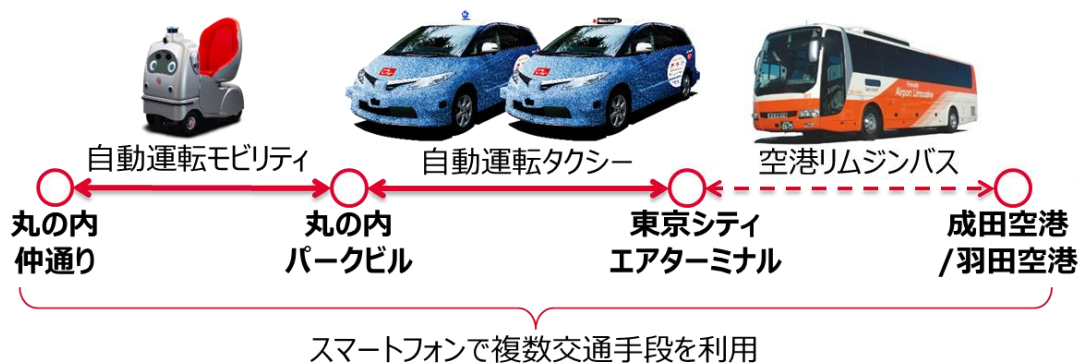 自動運転モビリティ
自動運転タクシー
空港リムジンバス
丸の内
仲通り
丸の内
パークビル
東京シティ
エアターミナル
成田空港
/羽田空港
スマートフォンで複数交通手段を利用
Airport Limousine